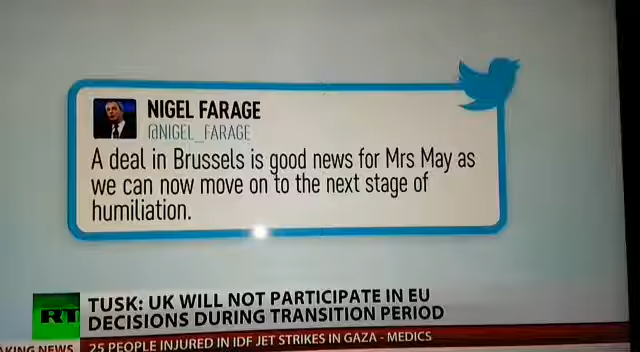 NIGEL FARAGE
@NIGEL_FARAGE
A deal in Brussels is good news for Mrs May as
we can now move on to the next stage of
humiliation.
RT
TUSK: UK WILL NOT PARTICIPATE IN EU
DECISIONS DURING TRANSITION PERIOD
AKING NEWS 25 PEOPLE INJURED IN IDF JET STRIKES IN GAZA - MEDICS